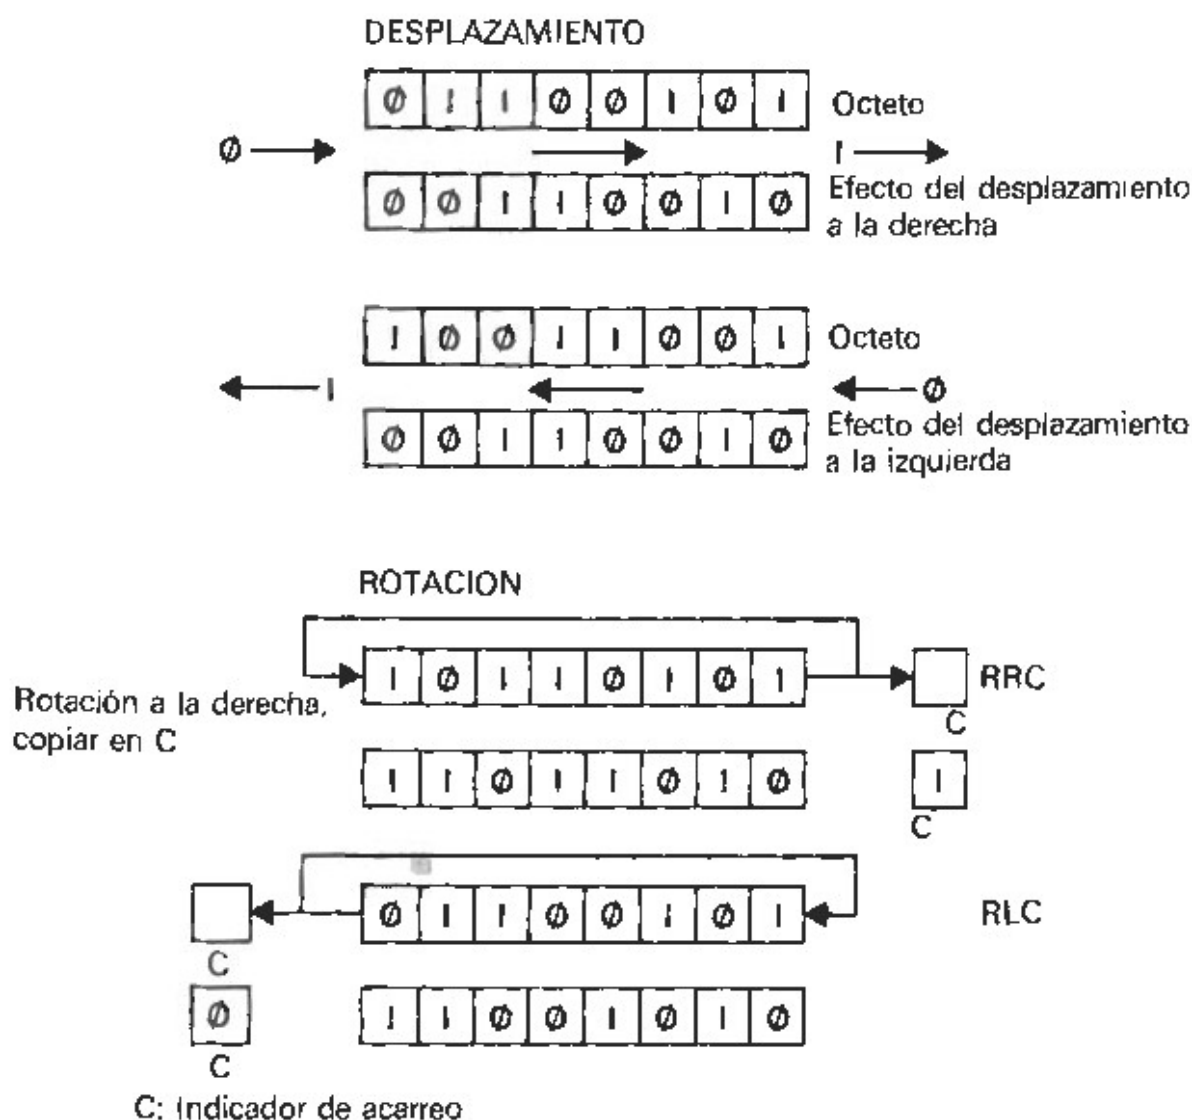 DESPLAZAMIENTO
Ø 1 1 Ø Ø 1 Ø 1 Octeto
Ø 1
Ø Ø 1 1 Ø Ø 1 Ø Efecto del desplazamiento
a la derecha
1 Ø Ø 1 1 Ø Ø 1 Octeto
1 Ø
Ø Ø 1 1 Ø Ø 1 Ø Efecto del desplazamiento
a la izquierda
ROTACION
1 Ø 1 1 Ø 1 Ø 1 RRC
Rotación a la derecha,
copiar en C
C
1 1 Ø 1 1 Ø 1 Ø 1
C
Ø 1 1 Ø Ø 1 Ø 1 RLC
C
Ø 1 1 Ø Ø 1 Ø 1 Ø
C
C: Indicador de acarreo